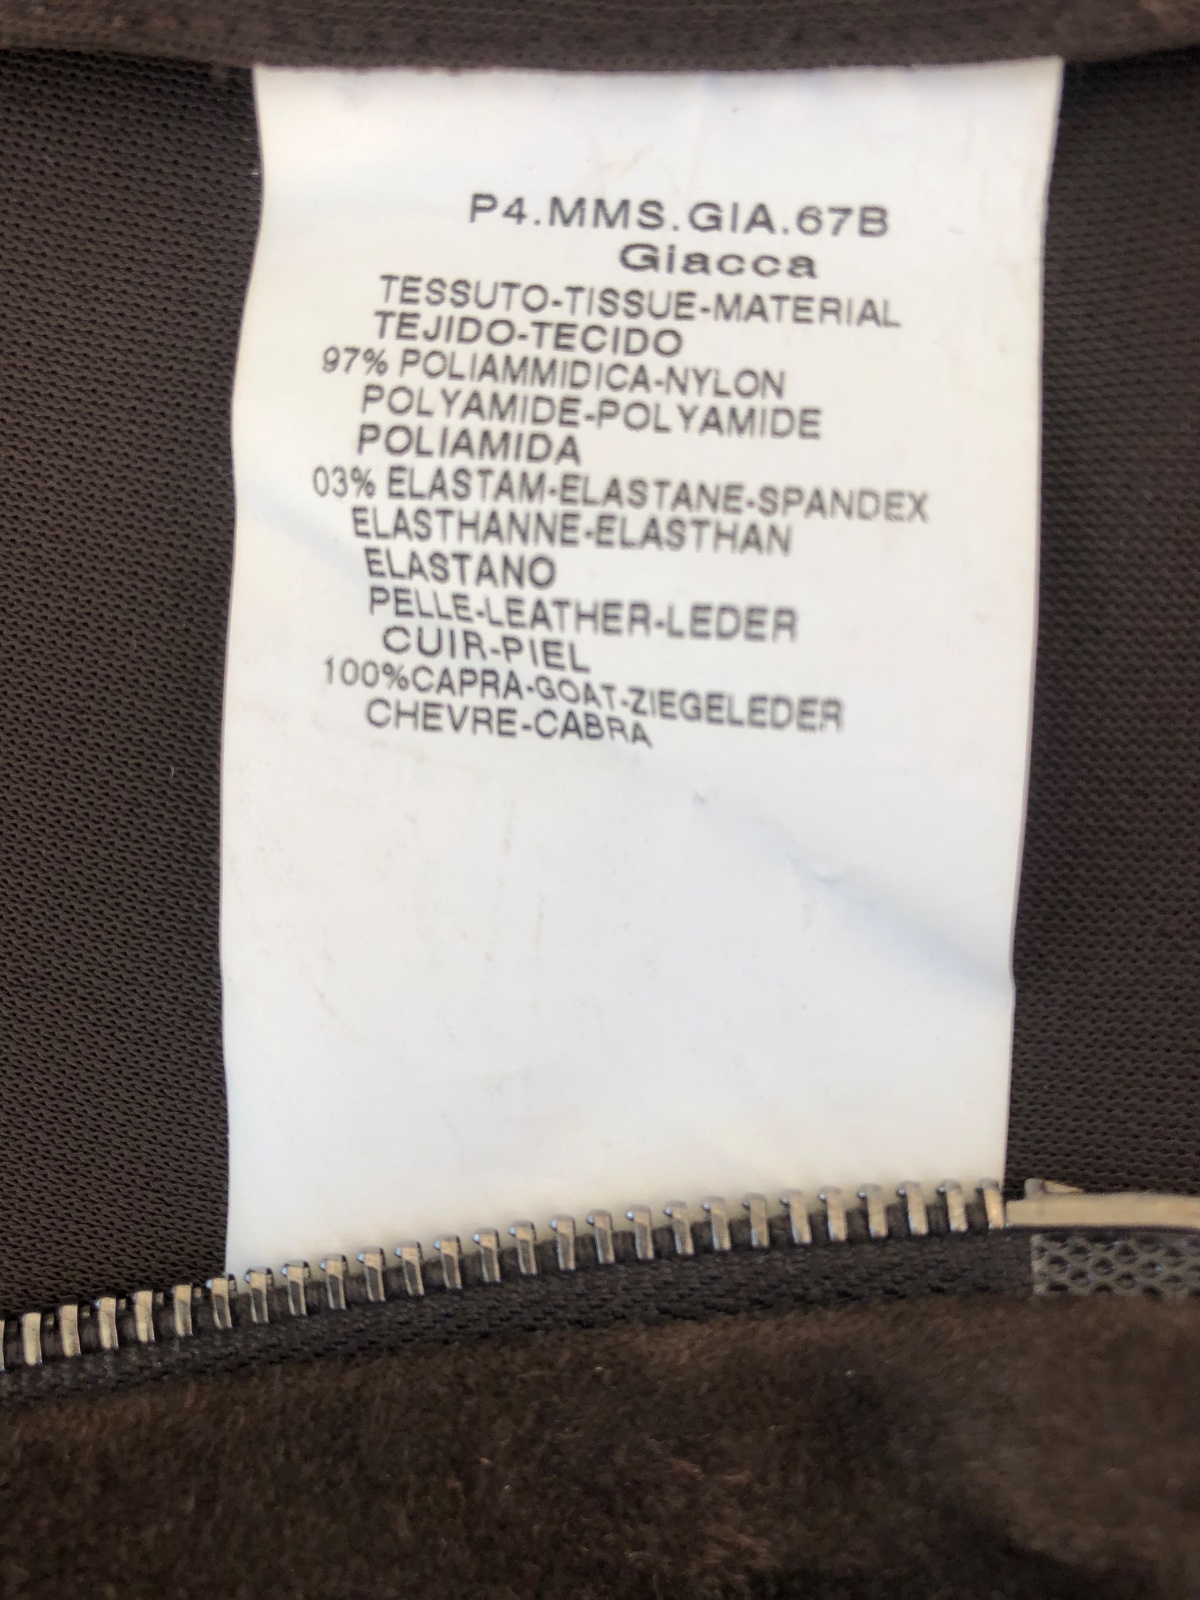 P4.MMS.GIA.67B
Giacca
TESSUTO-TISSUE-MATERIAL
TEJIDO-TECIDO
97% POLIAMMIDICA-NYLON
POLYAMIDE-POLYAMIDE
POLIAMIDA
03% ELASTAM-ELASTANE-SPANDEX
ELASTHANNE-ELASTHAN
ELASTANO
PELLE-LEATHER-LEDER
CUIR-PIEL
100%CAPRA-GOAT-ZIEGELEDER
CHEVRE-CABRA